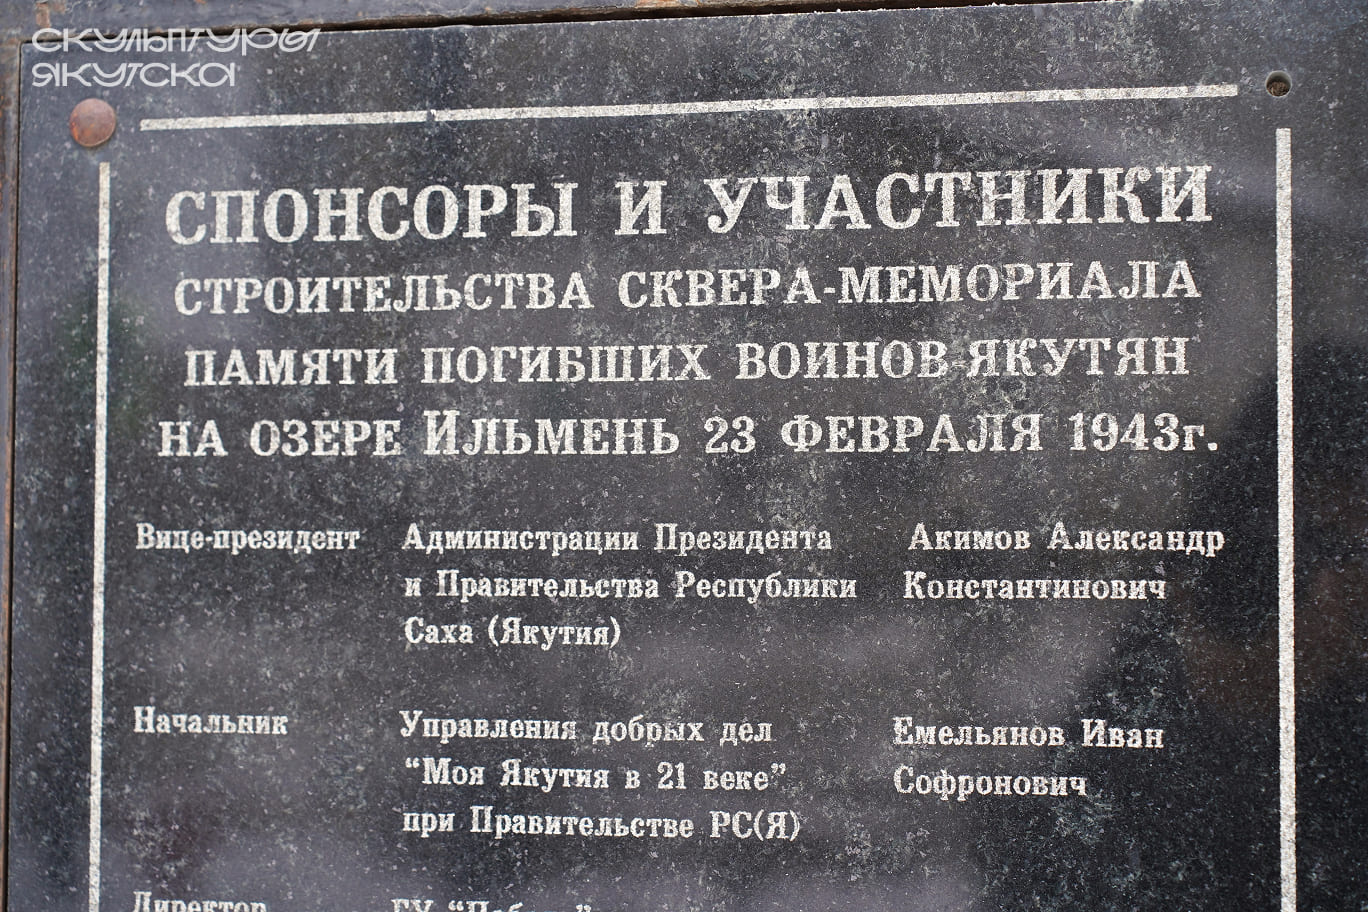 СКУЛЬПТУРЫ
ЯКУТСКА
СПОНСОРЫ И УЧАСТНИКИ
СТРОИТЕЛЬСТВА СКВЕРА-МЕМОРИАЛА
ПАМЯТИ ПОГИБШИХ ВОИНОВ-ЯКУТЯН
НА ОЗЕРЕ ИЛЬМЕНЬ 23 ФЕВРАЛЯ 1943г.
Вице-президент Администрации Президента Акимов Александр
и Правительства Республики Константинович
Саха (Якутия)
Начальник Управления добрых дел Емельянов Иван
“Моя Якутия в 21 веке” Софронович
при Правительстве РС(Я)
Директор ГУ